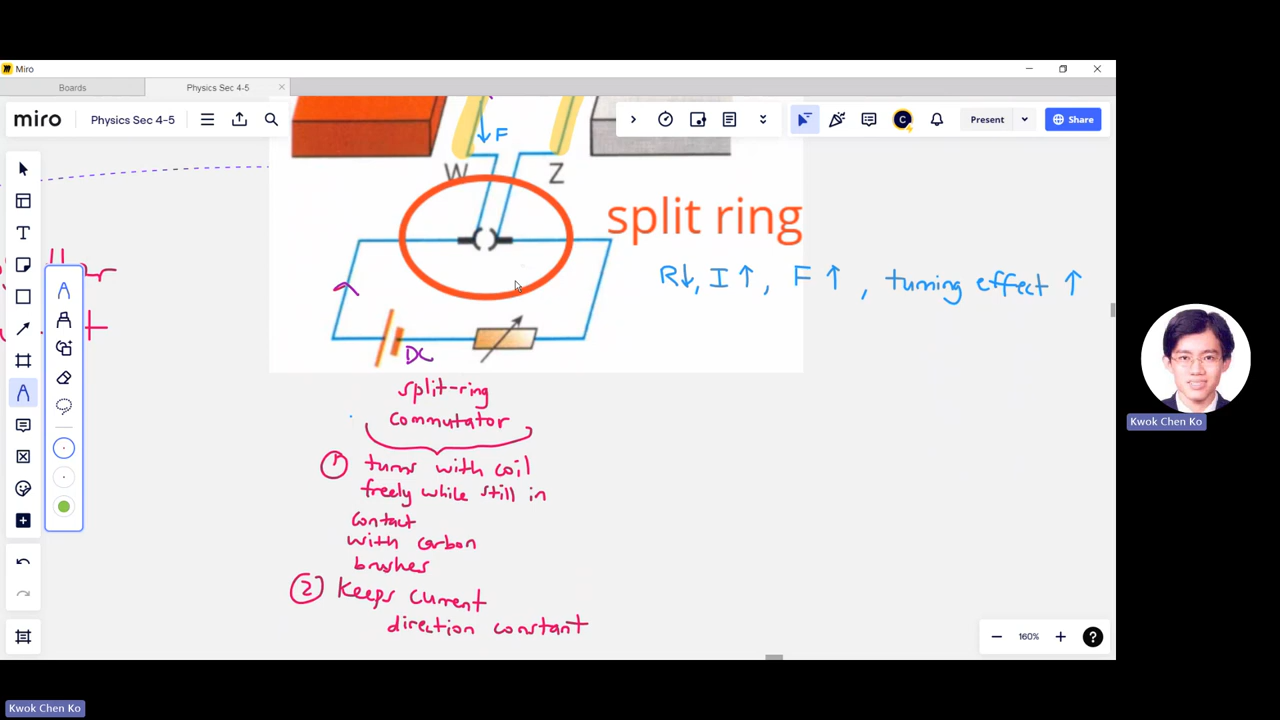 Miro
Boards
Physics Sec 4-5
miro
Physics Sec 4-5
Present
Share
F
W
Z
split ring
R↓, I ↑, F ↑, turning effect ↑
DC
split-ring
commutator
① turns with coil
freely while still in
contact
with carbon
brushes
② Keeps current
direction constant
160%
Kwok Chen Ko
Kwok Chen Ko